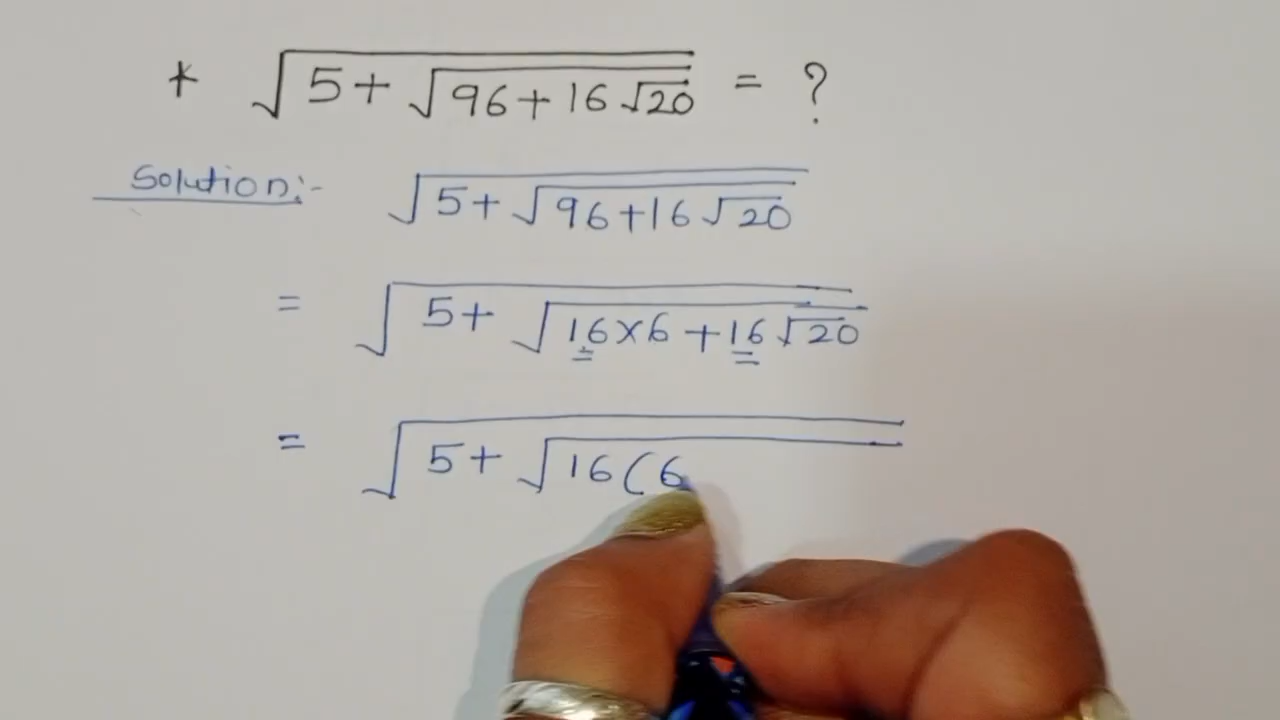 * √5+√96+16√20 = ?
Solution:- √5+√96+16√20
= √5+√16×6+16√20
= √5+√16(6